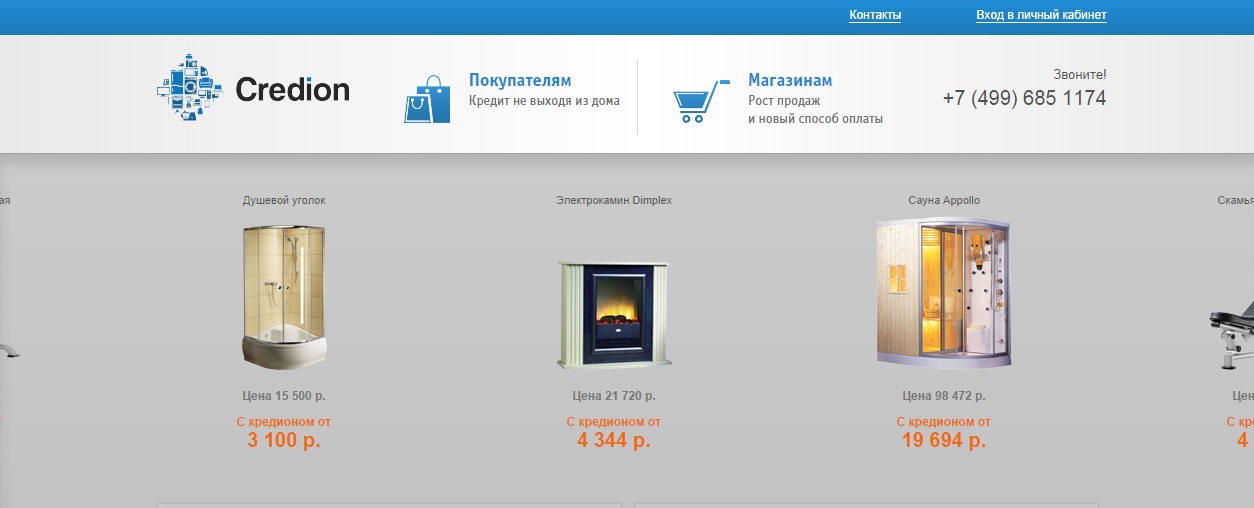 Контакты
Вход в личный кабинет
Credion
Покупателям
Кредит не выходя из дома
Магазинам
Рост продаж
и новый способ оплаты
Звоните!
+7 (499) 685 1174
ая
Душевой уголок
Электрокамин Dimplex
Сауна Appollo
Скамья
Цена 15 500 р.
Цена 21 720 р.
Цена 98 472 р.
Цен
С кредионом от
С кредионом от
С кредионом от
С кр
3 100 р.
4 344 р.
19 694 р.
4